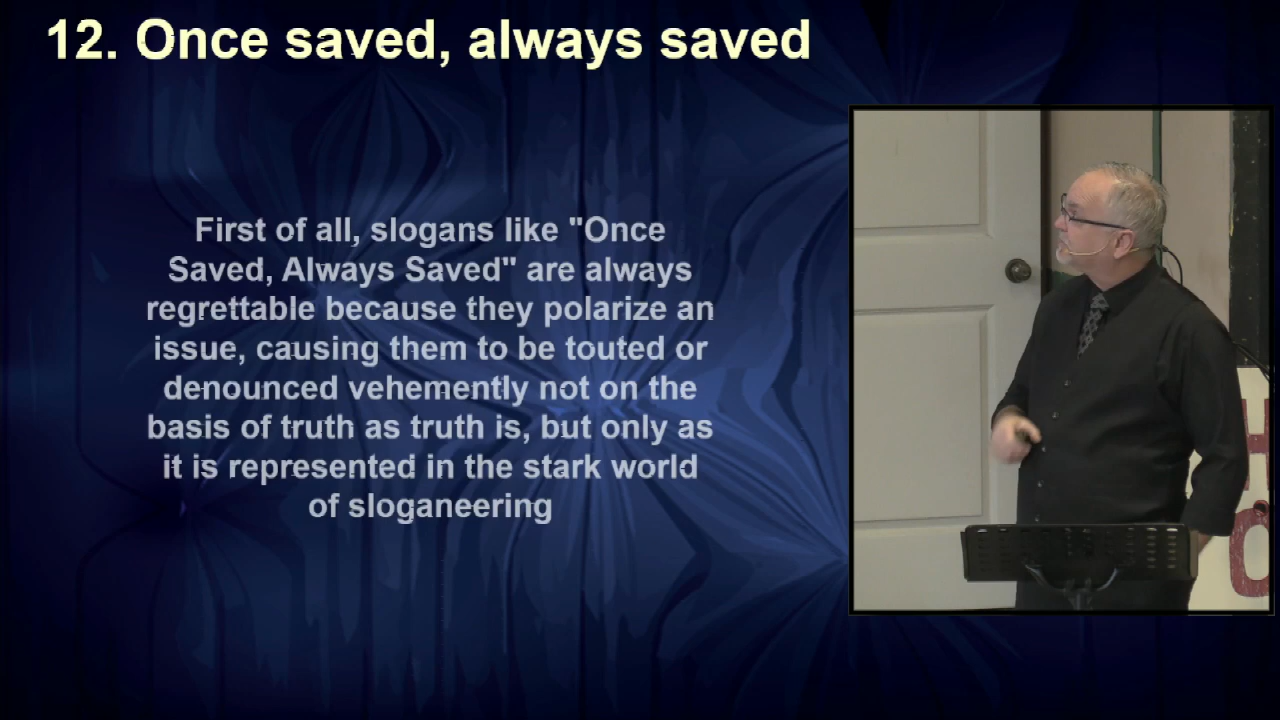 12. Once saved, always saved
First of all, slogans like "Once
Saved, Always Saved" are always
regrettable because they polarize an
issue, causing them to be touted or
denounced vehemently not on the
basis of truth as truth is, but only as
it is represented in the stark world
of sloganeering